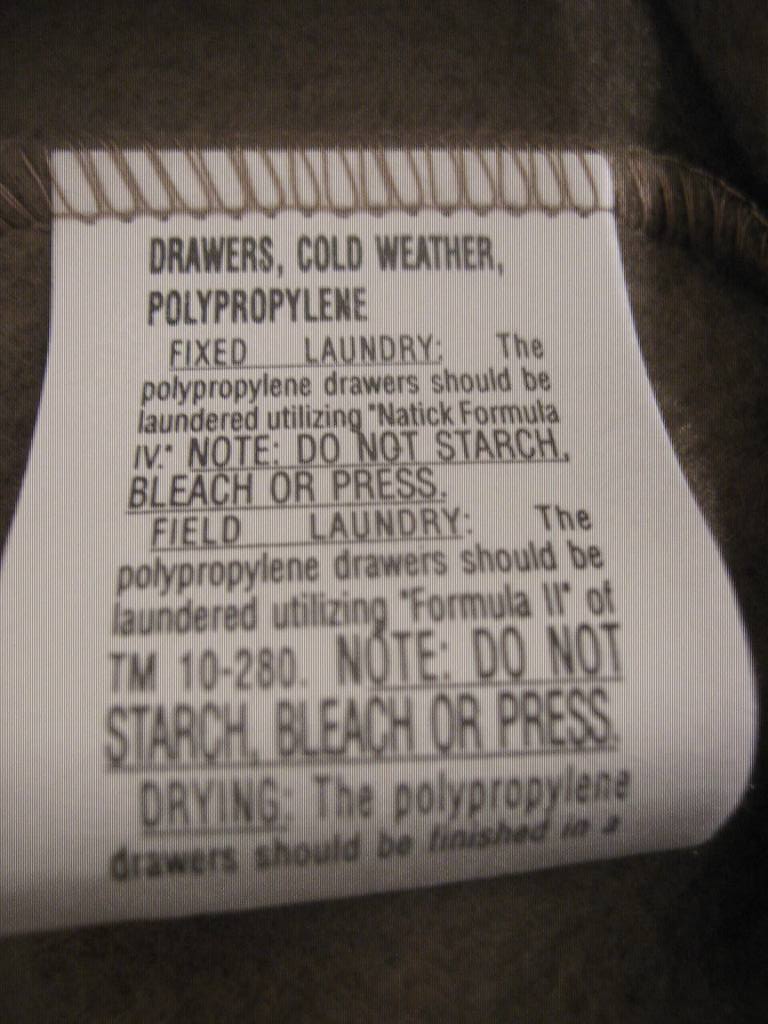 DRAWERS, COLD WEATHER,
POLYPROPYLENE
FIXED LAUNDRY: The
polypropylene drawers should be
laundered utilizing "Natick Formula
IV." NOTE: DO NOT STARCH,
BLEACH OR PRESS.
FIELD LAUNDRY: The
polypropylene drawers should be
laundered utilizing "Formula II" of
TM 10-280. NOTE: DO NOT
STARCH, BLEACH OR PRESS.
DRYING: The polypropylene
drawers should be finished in a